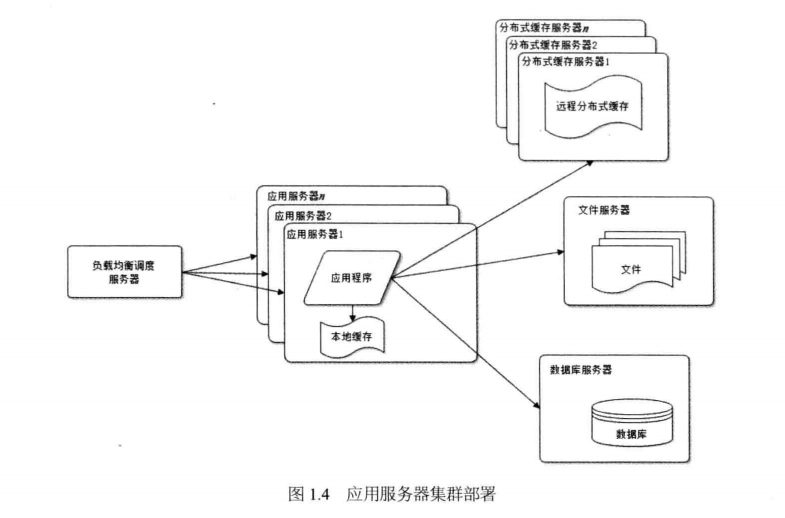 分布式缓存服务器n
分布式缓存服务器2
分布式缓存服务器1
远程分布式缓存
应用服务器n
应用服务器2
应用服务器1
应用程序
本地缓存
负载均衡调度
服务器
文件服务器
文件
数据库服务器
数据库
图 1.4 应用服务器集群部署